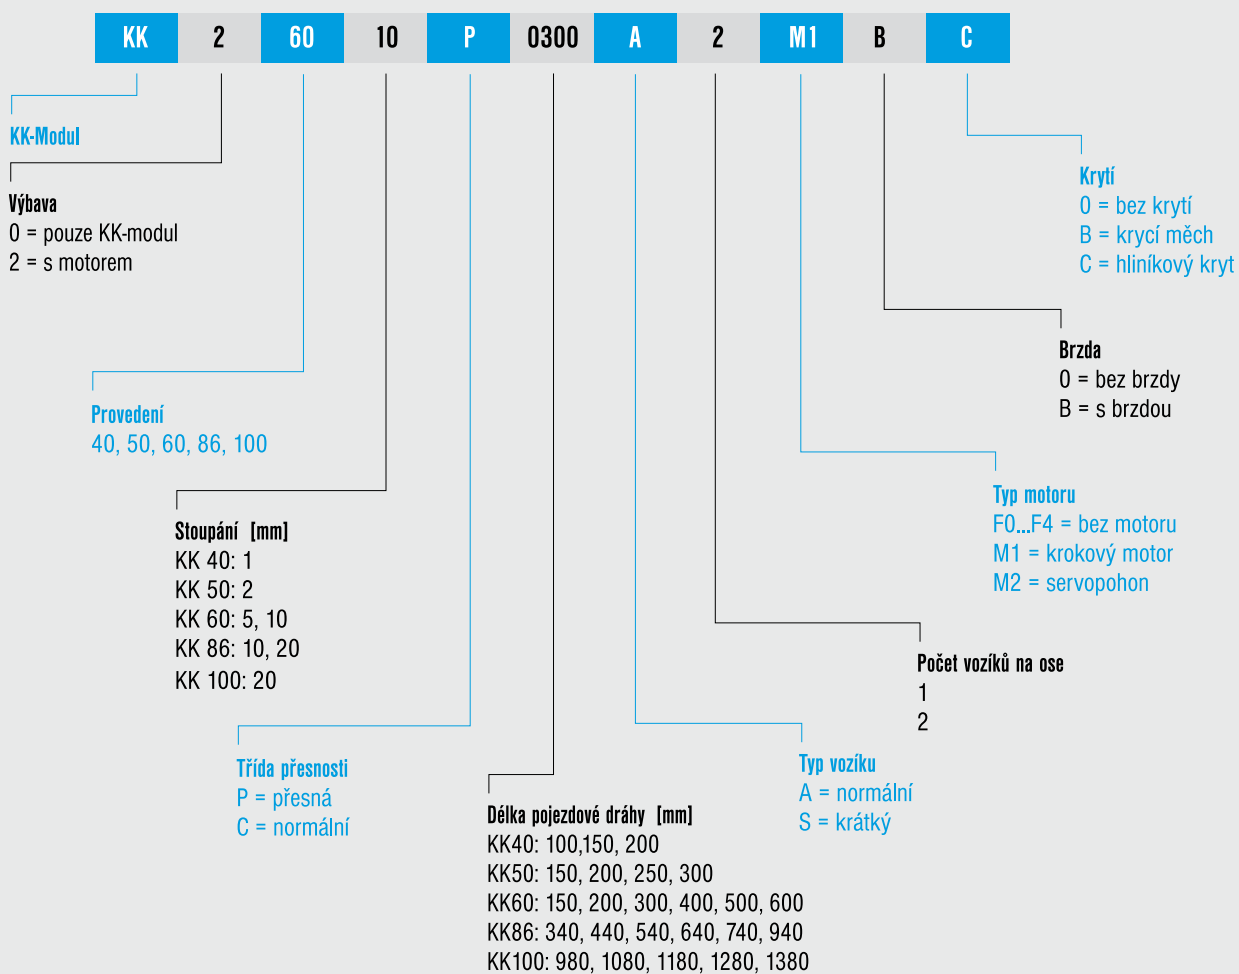 KK 2 60 10 P 0300 A 2 M1 B C
KK-Modul
Výbava
0 = pouze KK-modul
2 = s motorem
Provedení
40, 50, 60, 86, 100
Stoupání [mm]
KK 40: 1
KK 50: 2
KK 60: 5, 10
KK 86: 10, 20
KK 100: 20
Třída přesnosti
P = přesná
C = normální
Délka pojezdové dráhy [mm]
KK40: 100,150, 200
KK50: 150, 200, 250, 300
KK60: 150, 200, 300, 400, 500, 600
KK86: 340, 440, 540, 640, 740, 940
KK100: 980, 1080, 1180, 1280, 1380
Typ vozíku
A = normální
S = krátký
Počet vozíků na ose
1
2
Typ motoru
F0...F4 = bez motoru
M1 = krokový motor
M2 = servopohon
Brzda
0 = bez brzdy
B = s brzdou
Krytí
0 = bez krytí
B = krycí měch
C = hliníkový kryt